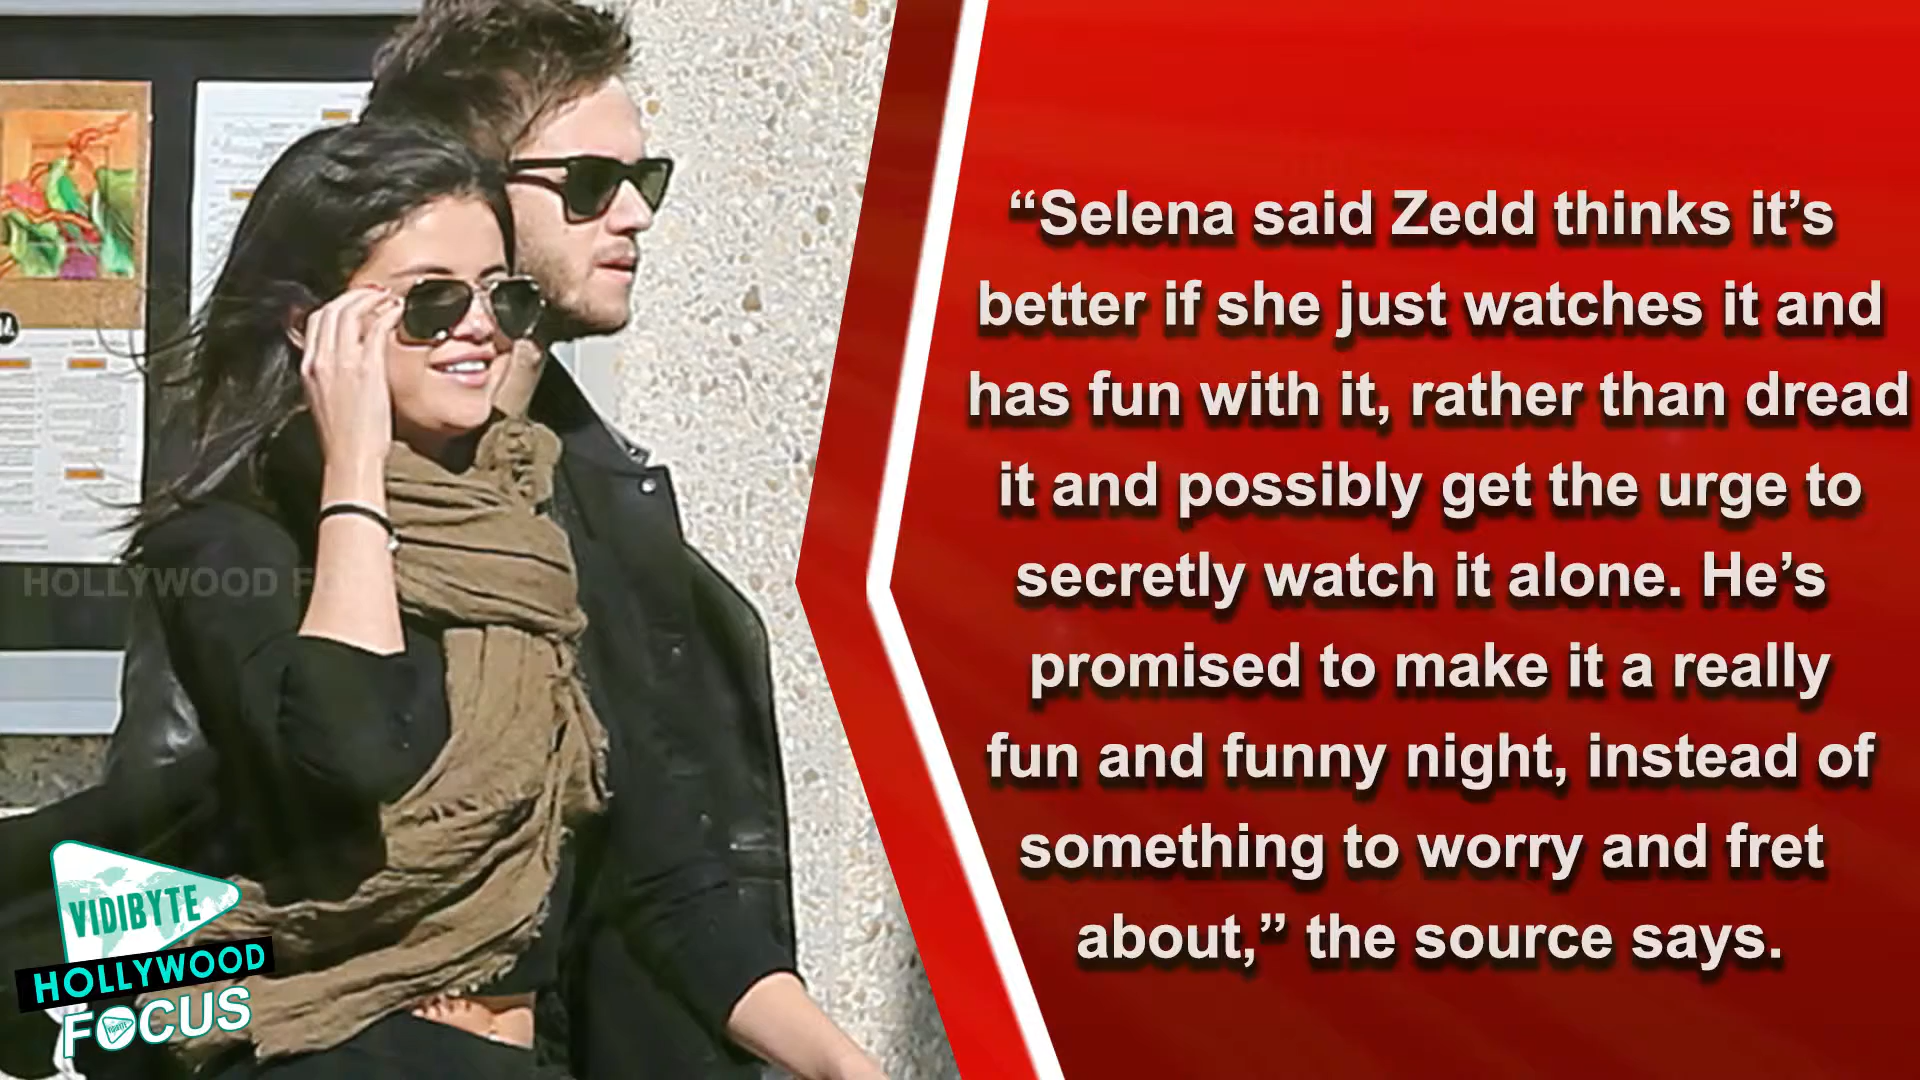 “Selena said Zedd thinks it’s
better if she just watches it and
has fun with it, rather than dread
it and possibly get the urge to
secretly watch it alone. He’s
promised to make it a really
fun and funny night, instead of
something to worry and fret
about,” the source says.
HOLLYWOOD
VIDIBYTE
HOLLYWOOD
FOCUS